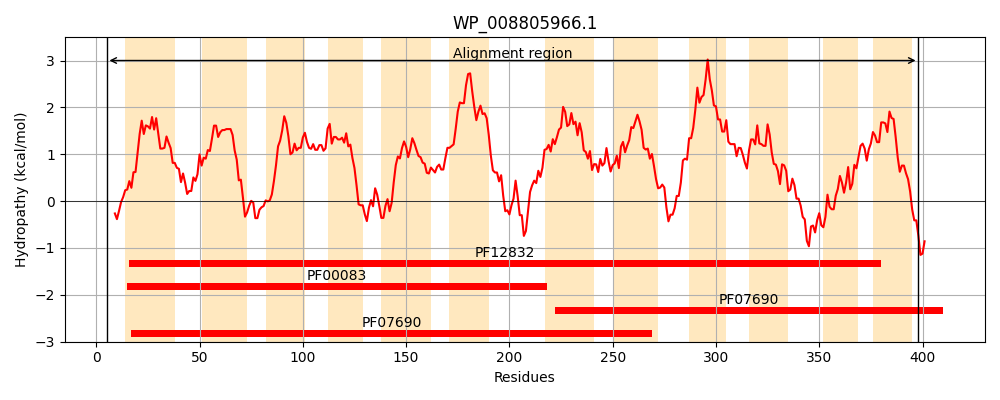 WP_008805966.1
Alignment region
3
2
1
0
−1
−2
−3
Hydropathy (kcal/mol)
PF12832
PF00083
PF07690
PF07690
0 50 100 150 200 250 300 350 400
Residues